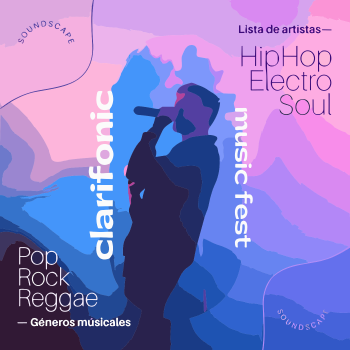 SOUNDSCAPE
Lista de artistas—
HipHop
Electro
Soul
clarifonic
music fest
Pop
Rock
Reggae
— Géneros músicales
SOUNDSCAPE